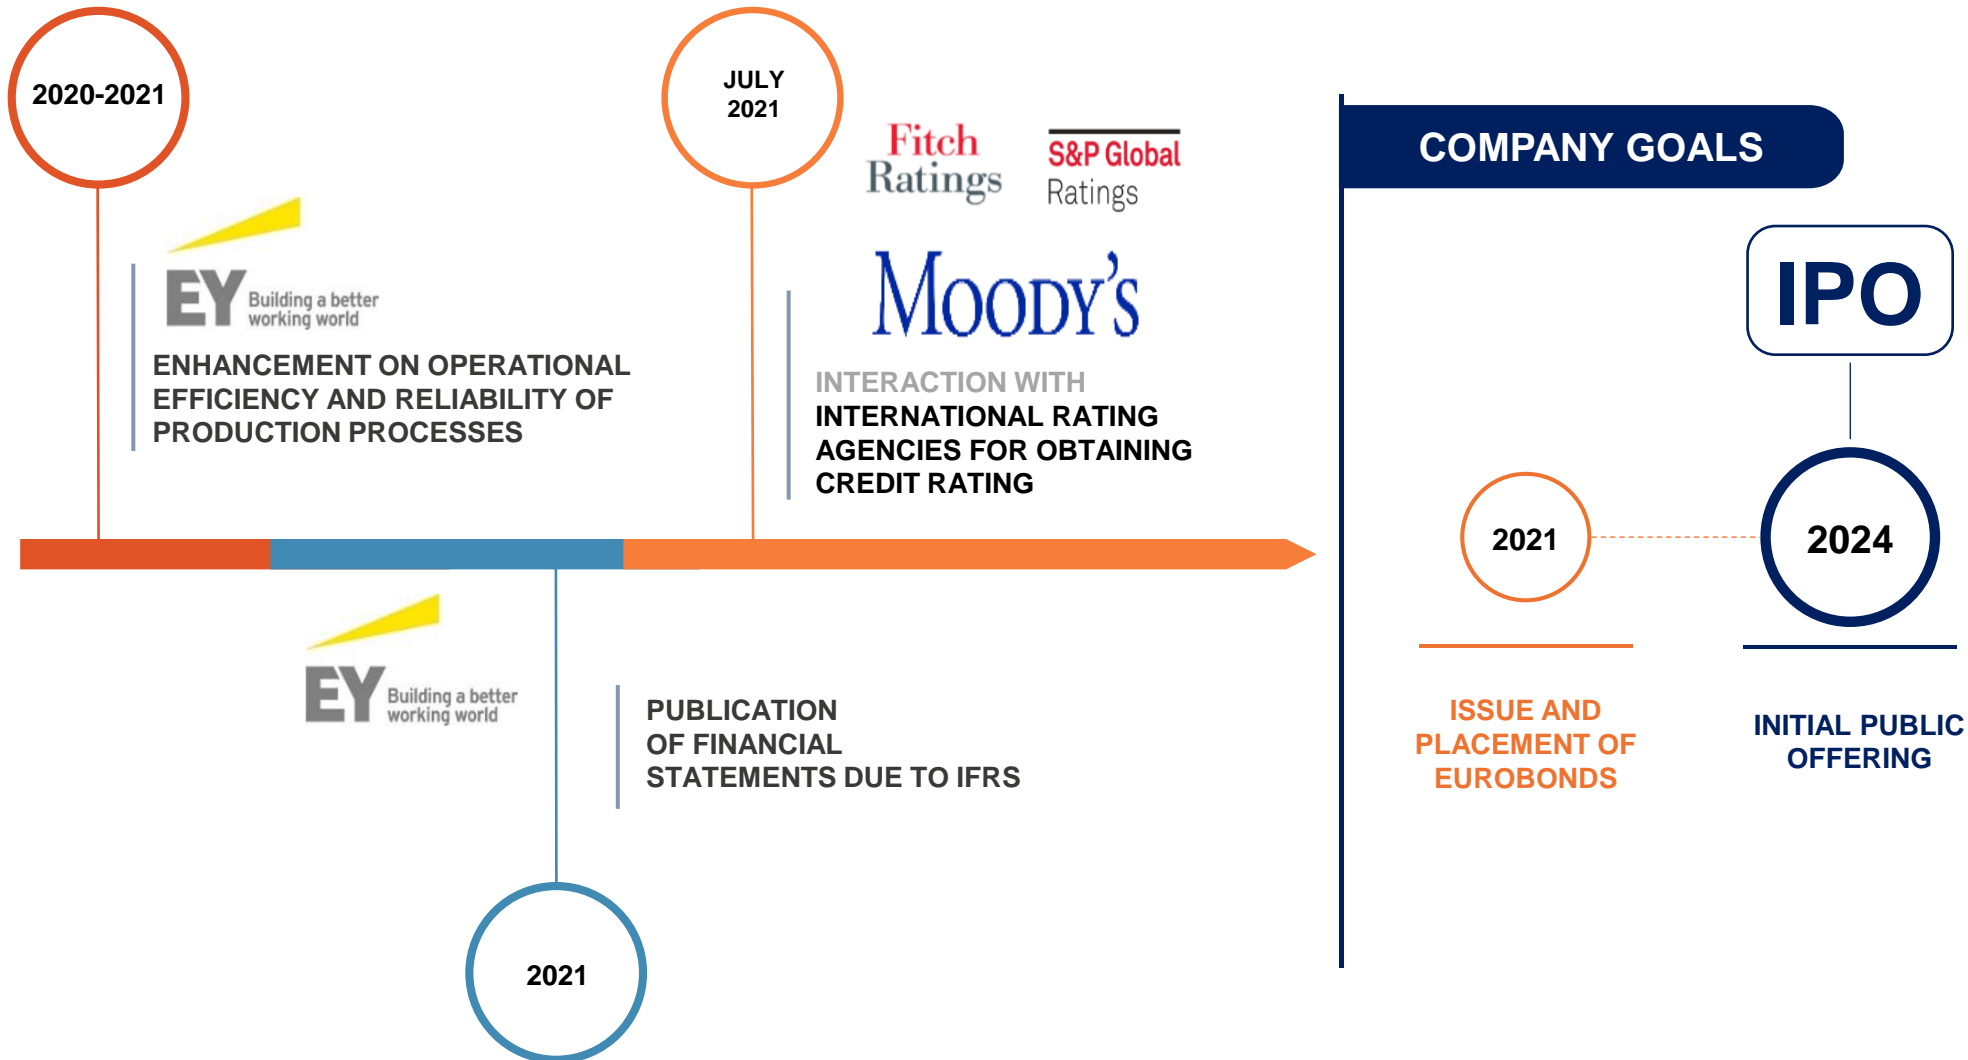 2020-2021
EY Building a better
working world
ENHANCEMENT ON OPERATIONAL
EFFICIENCY AND RELIABILITY OF
PRODUCTION PROCESSES
JULY
2021
Fitch
Ratings
S&P Global
Ratings
MOODY'S
INTERACTION WITH
INTERNATIONAL RATING
AGENCIES FOR OBTAINING
CREDIT RATING
EY Building a better
working world
PUBLICATION
OF FINANCIAL
STATEMENTS DUE TO IFRS
2021
COMPANY GOALS
IPO
2021
2024
ISSUE AND
PLACEMENT OF
EUROBONDS
INITIAL PUBLIC
OFFERING